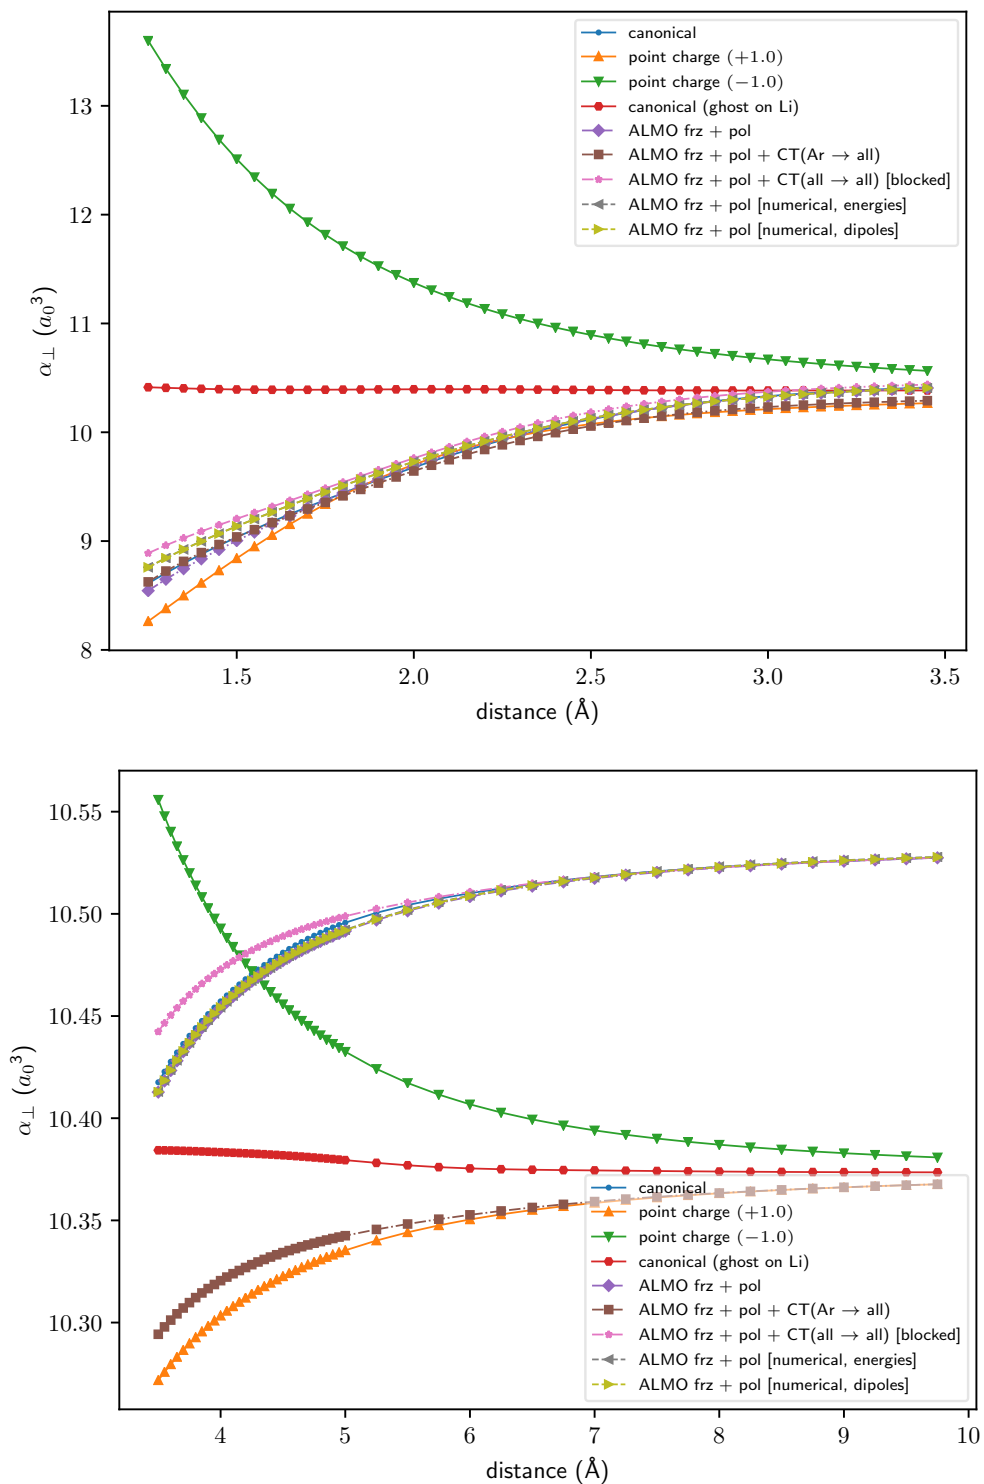 canonical
point charge (+1.0)
point charge (−1.0)
canonical (ghost on Li)
ALMO frz + pol
ALMO frz + pol + CT(Ar → all)
ALMO frz + pol + CT(all → all) [blocked]
ALMO frz + pol [numerical, energies]
ALMO frz + pol [numerical, dipoles]
13
12
11
10
9
8
α⊥ (a₀³)
1.5 2.0 2.5 3.0 3.5
distance (Å)
10.55
10.50
10.45
10.40
10.35
10.30
α⊥ (a₀³)
canonical
point charge (+1.0)
point charge (−1.0)
canonical (ghost on Li)
ALMO frz + pol
ALMO frz + pol + CT(Ar → all)
ALMO frz + pol + CT(all → all) [blocked]
ALMO frz + pol [numerical, energies]
ALMO frz + pol [numerical, dipoles]
4 5 6 7 8 9 10
distance (Å)